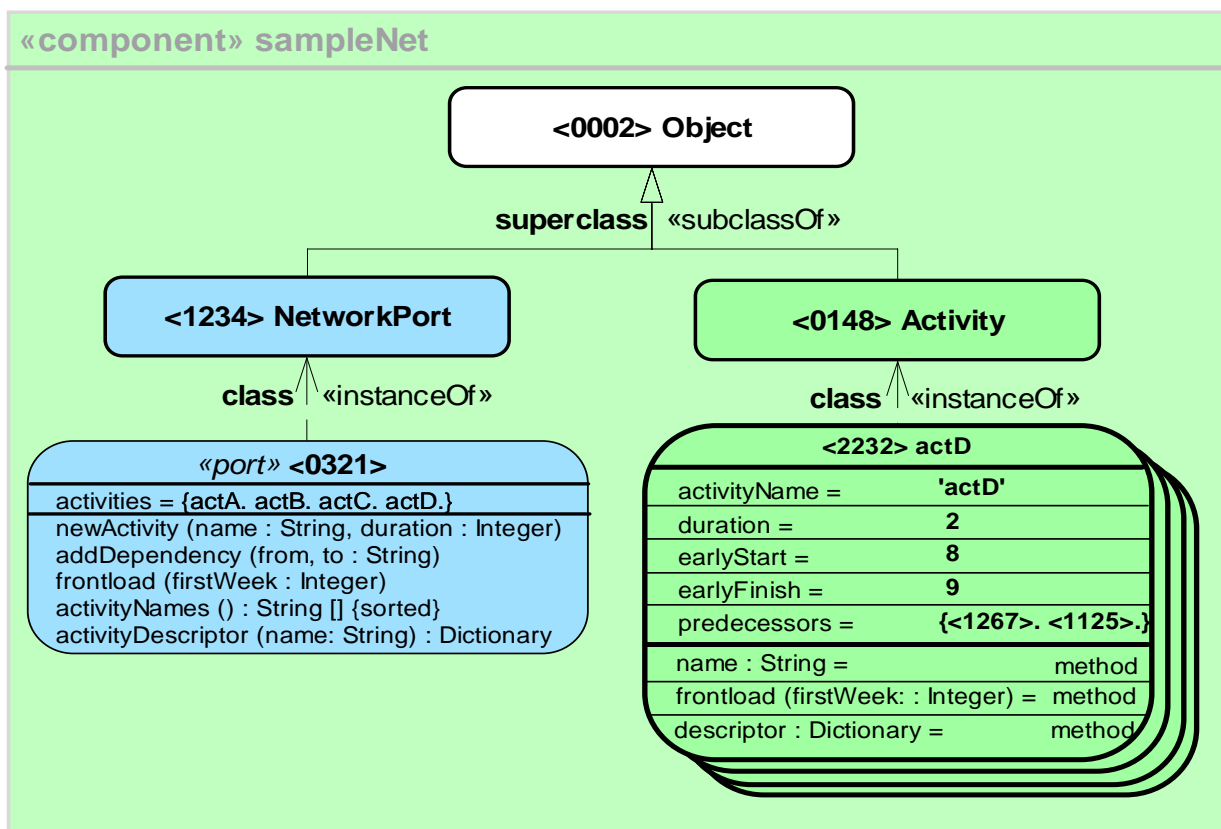 «component» sampleNet
<0002> Object
superclass «subclassOf»
<1234> NetworkPort
<0148> Activity
class «instanceOf»
class «instanceOf»
«port» <0321>
activities = {actA. actB. actC. actD.}
newActivity (name : String, duration : Integer)
addDependency (from, to : String)
frontload (firstWeek : Integer)
activityNames () : String [] {sorted}
activityDescriptor (name: String) : Dictionary
<2232> actD
activityName = 'actD'
duration = 2
earlyStart = 8
earlyFinish = 9
predecessors = {<1267>. <1125>.}
name : String = method
frontload (firstWeek: : Integer) = method
descriptor : Dictionary = method